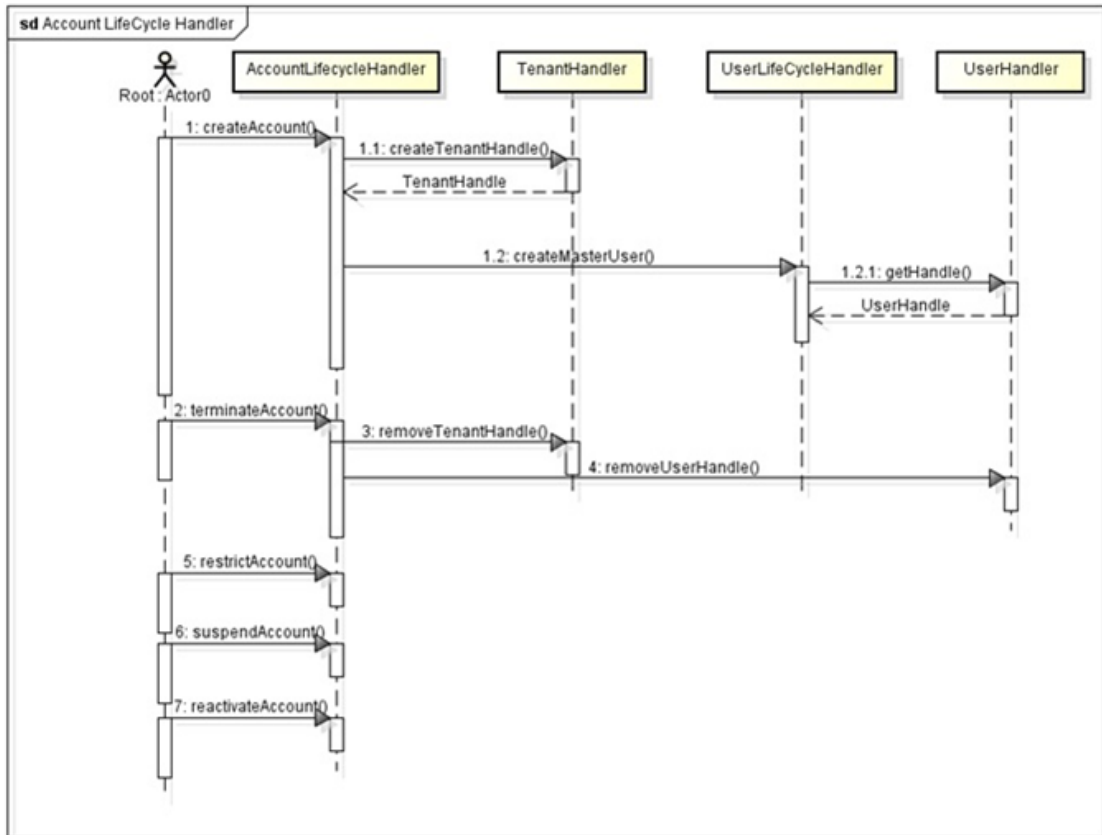 sd Account LifeCycle Handler
AccountLifecycleHandler
TenantHandler
UserLifeCycleHandler
UserHandler
Root : Actor0
1: createAccount()
1.1: createTenantHandle()
TenantHandle
1.2: createMasterUser()
1.2.1: getHandle()
UserHandle
2: terminateAccount()
3: removeTenantHandle()
4: removeUserHandle()
5: restrictAccount()
6: suspendAccount()
7: reactivateAccount()